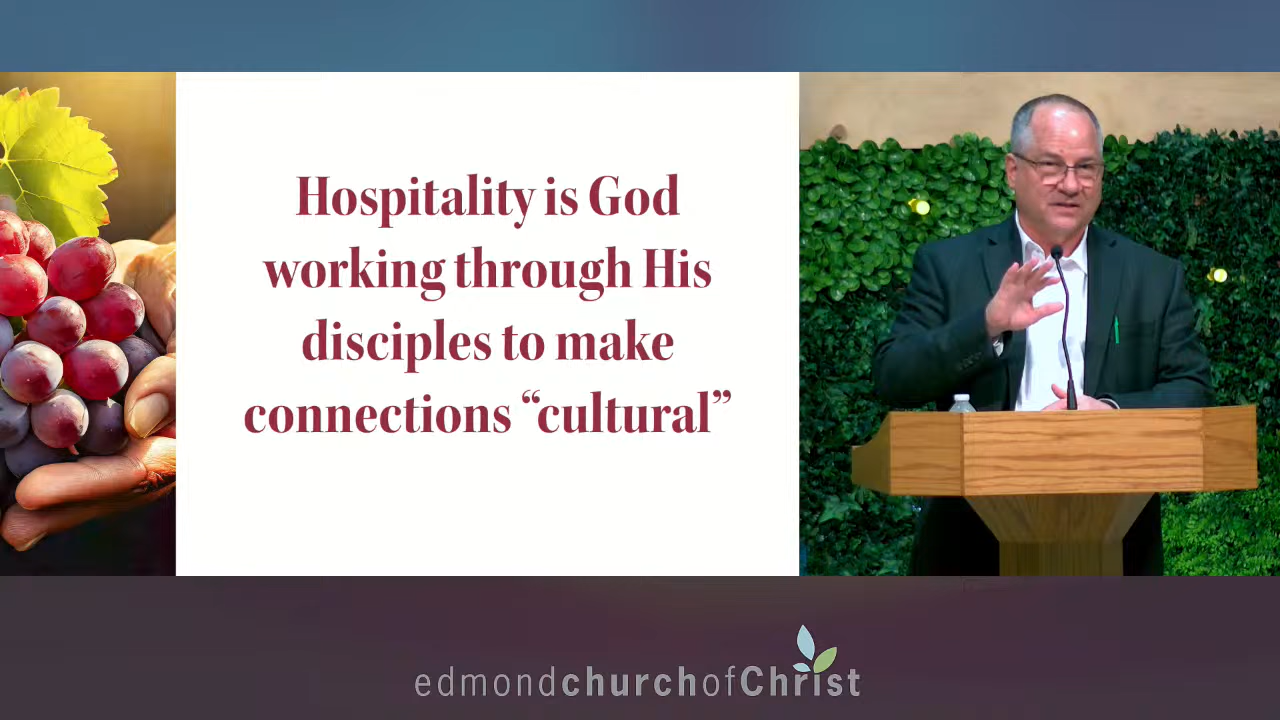 Hospitality is God
working through His
disciples to make
connections “cultural”
edmondchurchofChrist